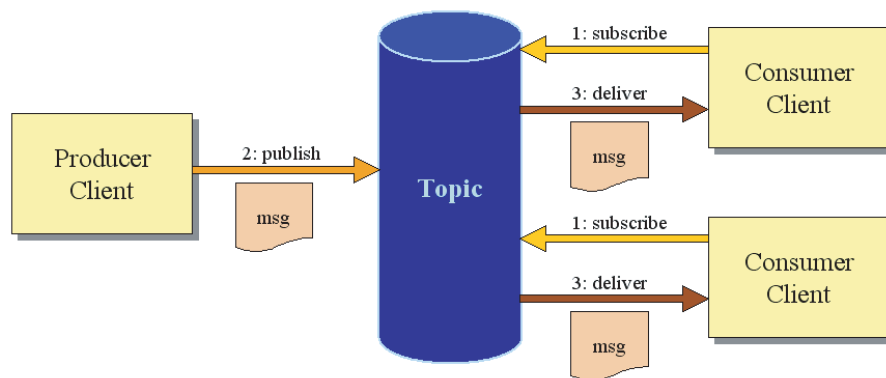 1: subscribe
Consumer
Client
3: deliver
msg
Producer
Client
2: publish
msg
Topic
1: subscribe
Consumer
Client
3: deliver
msg